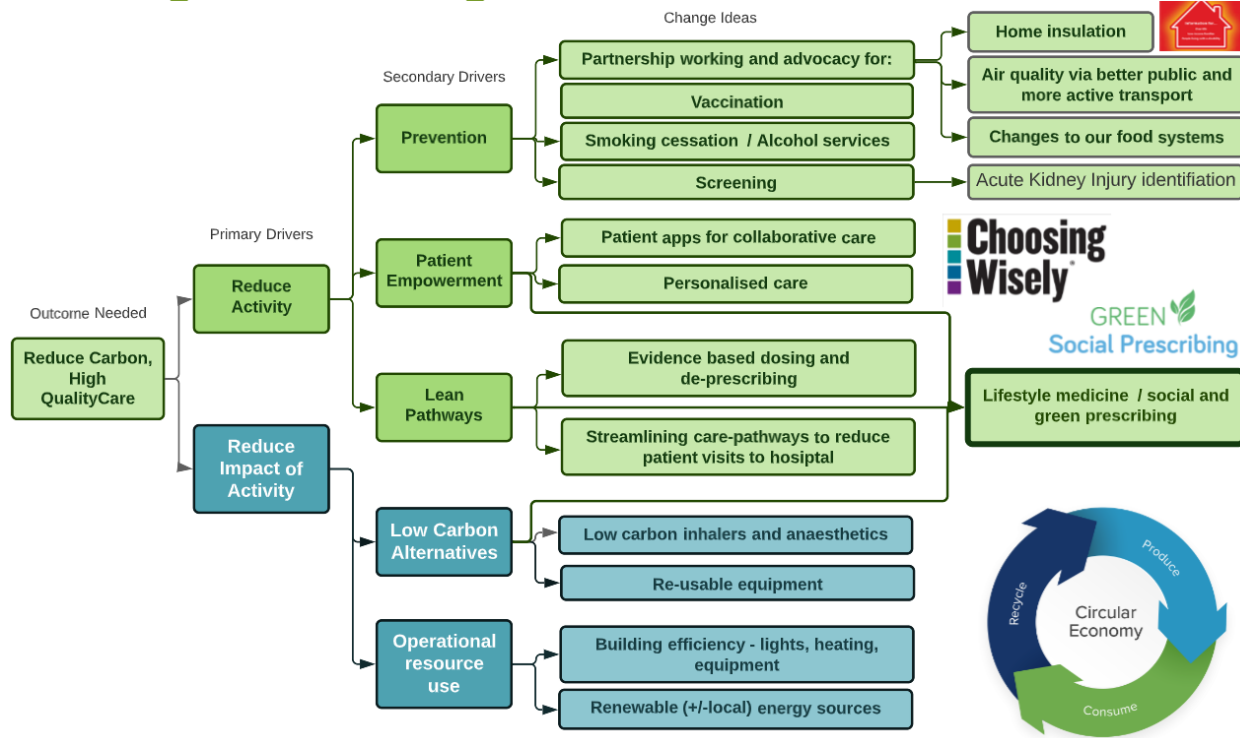 Change Ideas
Home insulation
Secondary Drivers
Partnership working and advocacy for:
Air quality via better public and
more active transport
Vaccination
Prevention
Smoking cessation / Alcohol services
Changes to our food systems
Screening
Acute Kidney Injury identifiation
Primary Drivers
Patient
Empowerment
Patient apps for collaborative care
Personalised care
Choosing
Wisely
Reduce
Activity
GREEN
Social Prescribing
Outcome Needed
Reduce Carbon,
High
QualityCare
Lean
Pathways
Evidence based dosing and
de-prescribing
Lifestyle medicine / social and
green prescribing
Streamlining care-pathways to reduce
patient visits to hosiptal
Reduce
Impact of
Activity
Low Carbon
Alternatives
Low carbon inhalers and anaesthetics
Re-usable equipment
Operational
resource
use
Building efficiency - lights, heating,
equipment
Renewable (+/-local) energy sources
Circular
Economy
Produce
Consume
Recycle